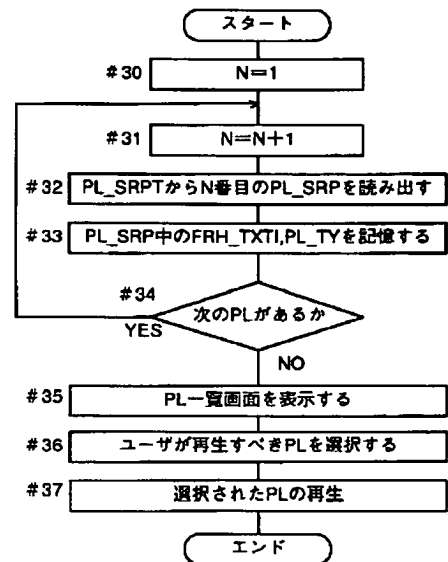 スタート
#30
N=1
#31
N=N+1
#32
PL_SRPTからN番目のPL_SRPを読み出す
#33
PL_SRP中のFRH_TXTI,PL_TYを記憶する
#34
次のPLがあるか
YES
NO
#35
PL一覧画面を表示する
#36
ユーザが再生すべきPLを選択する
#37
選択されたPLの再生
エンド